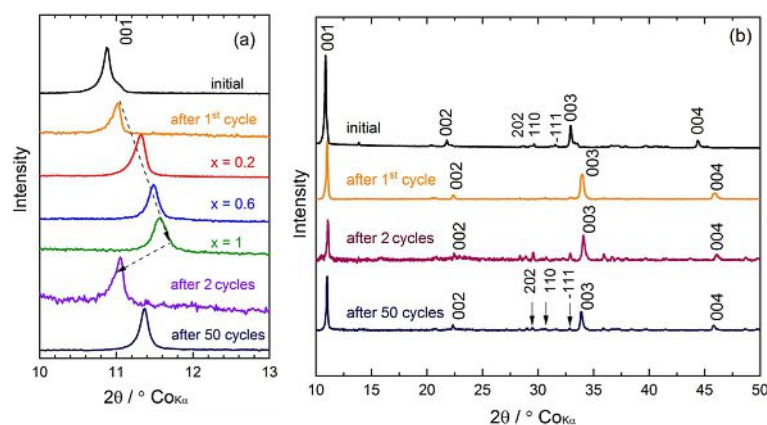 (a)
001
initial
after 1st cycle
x = 0.2
x = 0.6
x = 1
after 2 cycles
after 50 cycles
Intensity
10 11 12 13
2θ / ° CoKα
(b)
001
002
202
110
-111
003
004
initial
after 1st cycle
002
003
004
after 2 cycles
002
003
004
after 50 cycles
002
202
110
-111
003
004
Intensity
10 15 20 25 30 35 40 45 50
2θ / ° CoKα